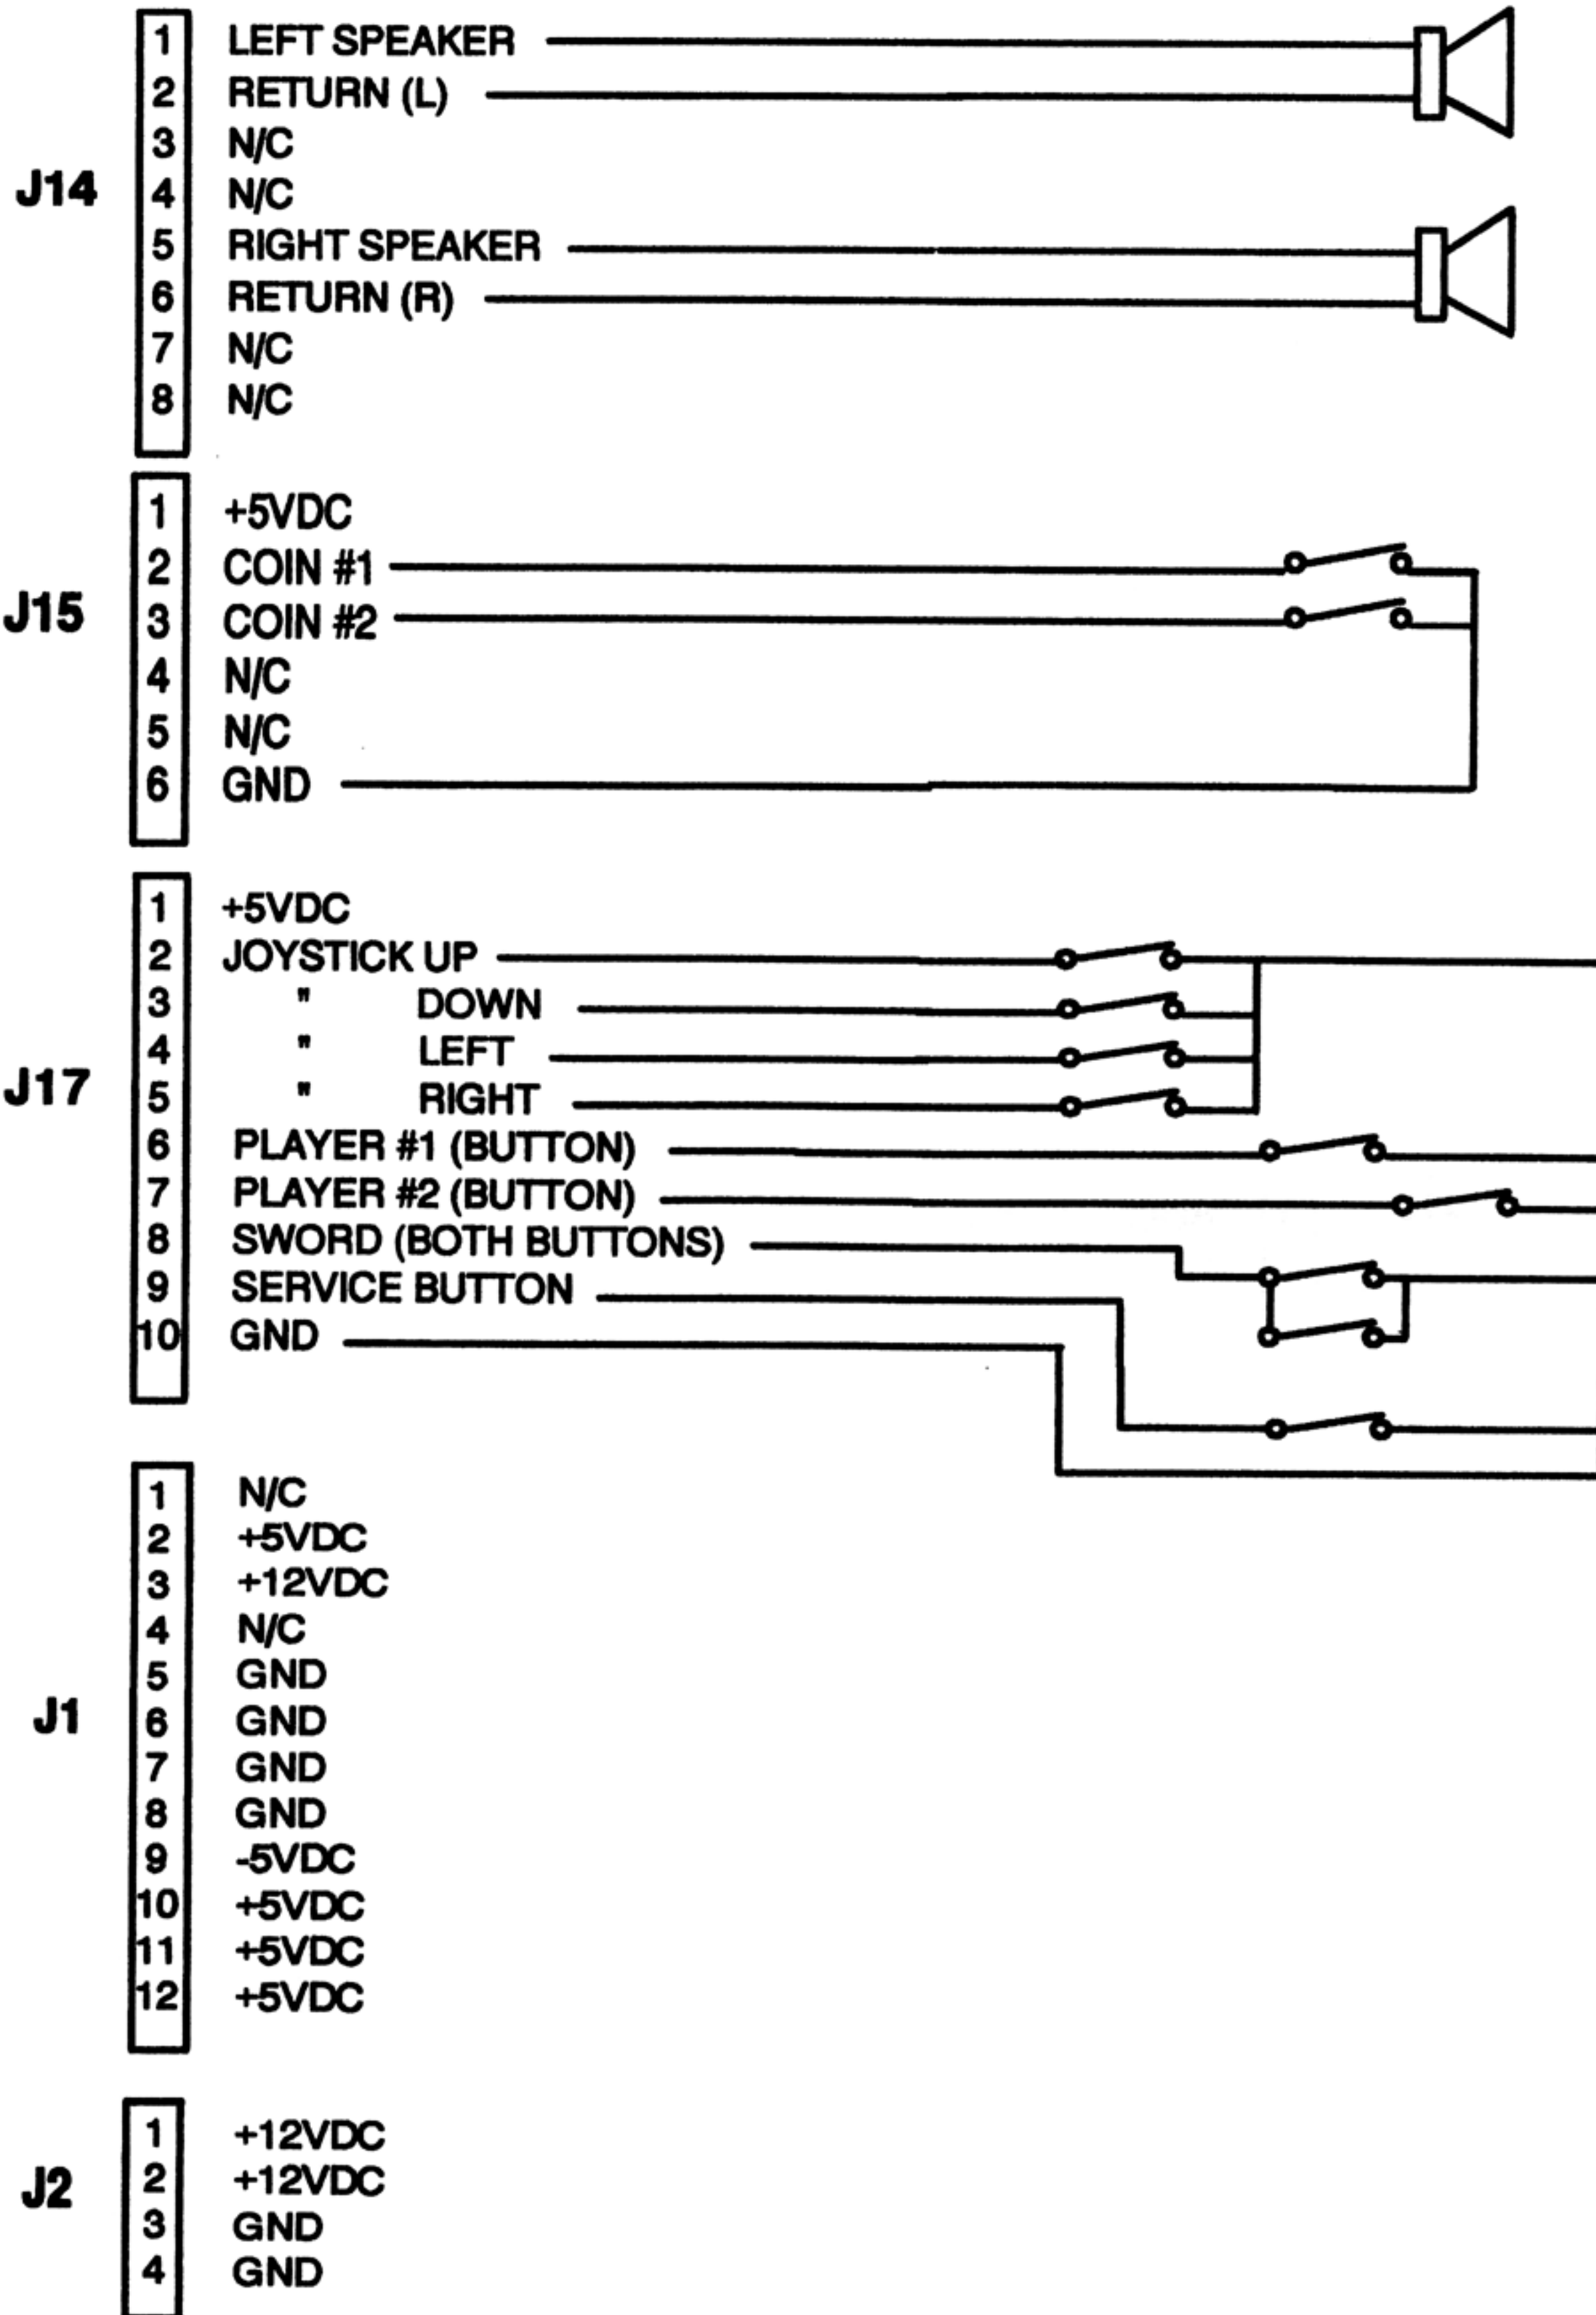 J14
1 LEFT SPEAKER
2 RETURN (L)
3 N/C
4 N/C
5 RIGHT SPEAKER
6 RETURN (R)
7 N/C
8 N/C
J15
1 +5VDC
2 COIN #1
3 COIN #2
4 N/C
5 N/C
6 GND
J17
1 +5VDC
2 JOYSTICK UP
3 " DOWN
4 " LEFT
5 " RIGHT
6 PLAYER #1 (BUTTON)
7 PLAYER #2 (BUTTON)
8 SWORD (BOTH BUTTONS)
9 SERVICE BUTTON
10 GND
J1
1 N/C
2 +5VDC
3 +12VDC
4 N/C
5 GND
6 GND
7 GND
8 GND
9 -5VDC
10 +5VDC
11 +5VDC
12 +5VDC
J2
1 +12VDC
2 +12VDC
3 GND
4 GND